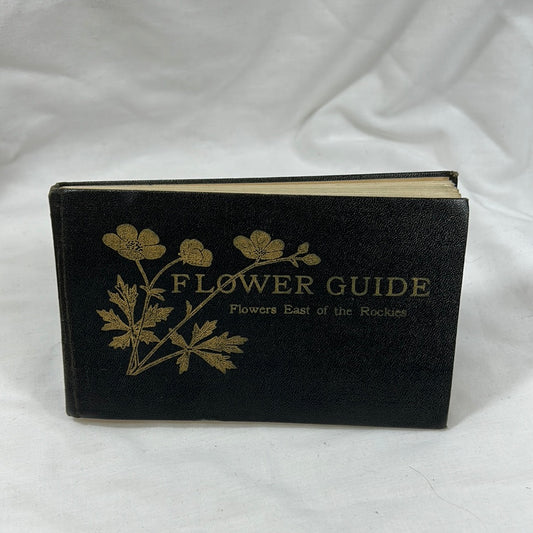 FLOWER GUIDE
Flowers East of the Rockies